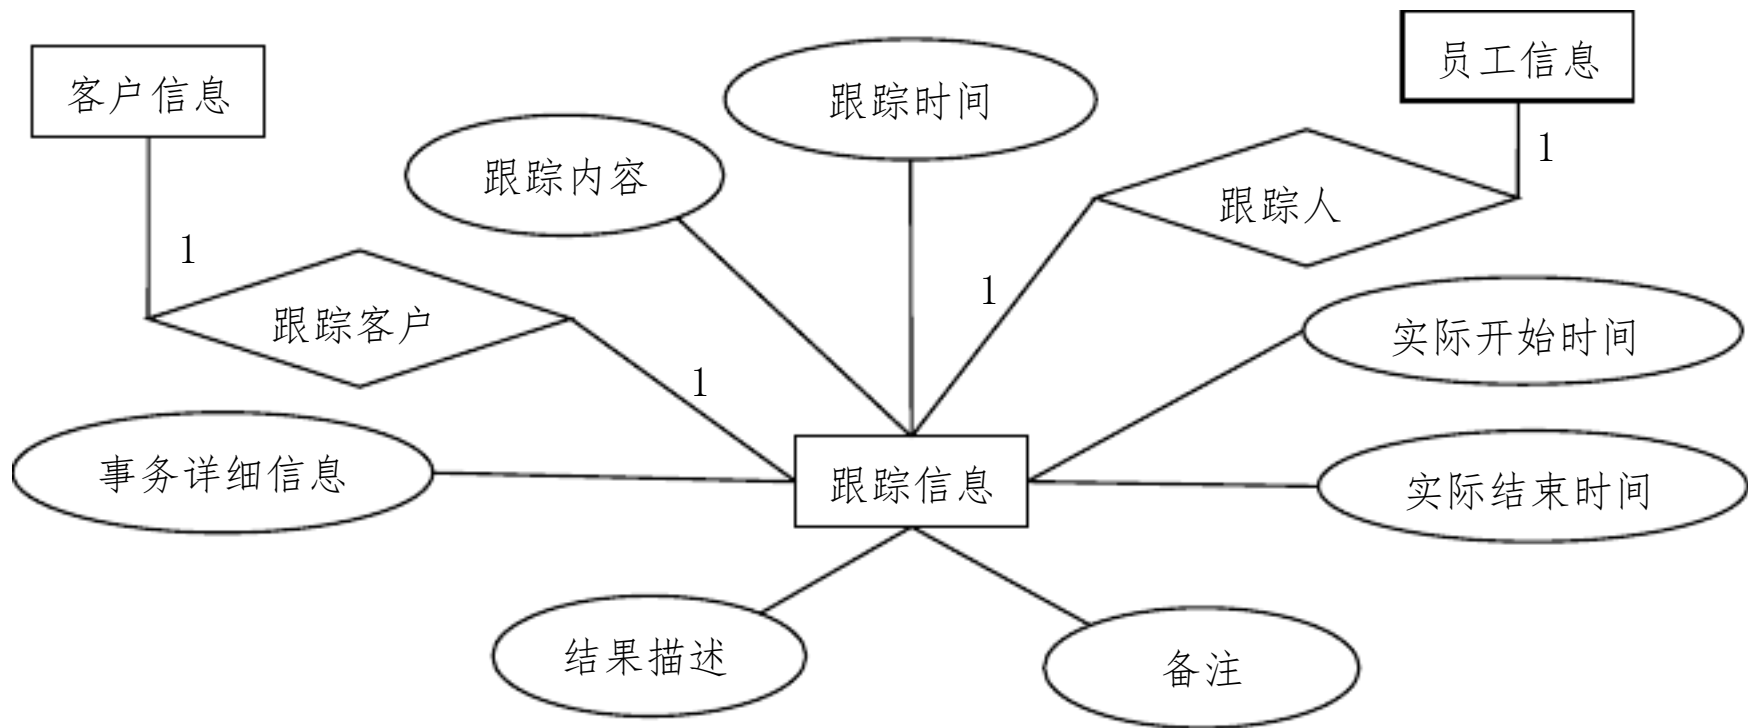 员工信息
客户信息
跟踪时间
1
跟踪内容
跟踪人
1
1
跟踪客户
实际开始时间
1
事务详细信息
跟踪信息
实际结束时间
结果描述
备注